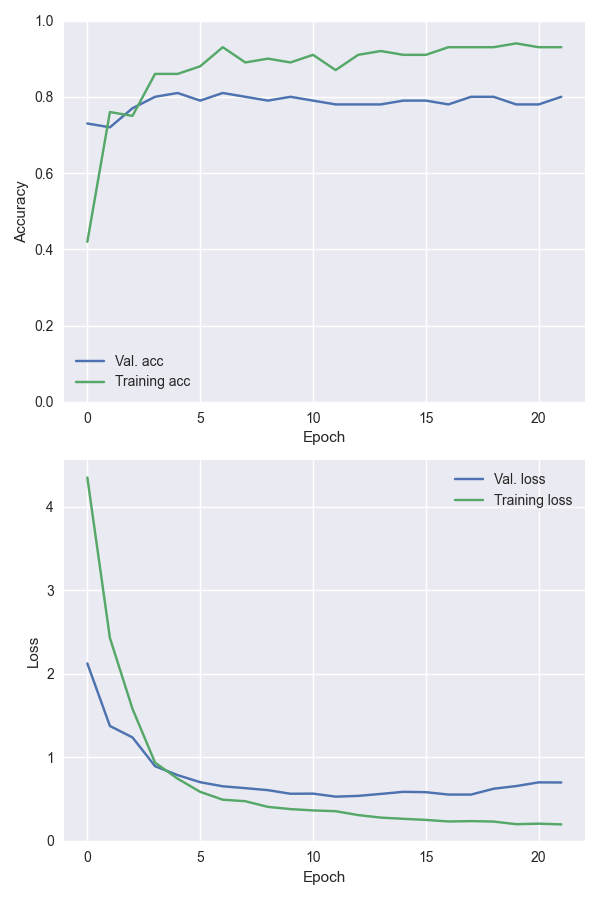 1.0
0.8
0.6
0.4
0.2
0.0
Accuracy
Val. acc
Training acc
0 5 10 15 20
Epoch
Val. loss
Training loss
4
3
2
1
0
Loss
0 5 10 15 20
Epoch